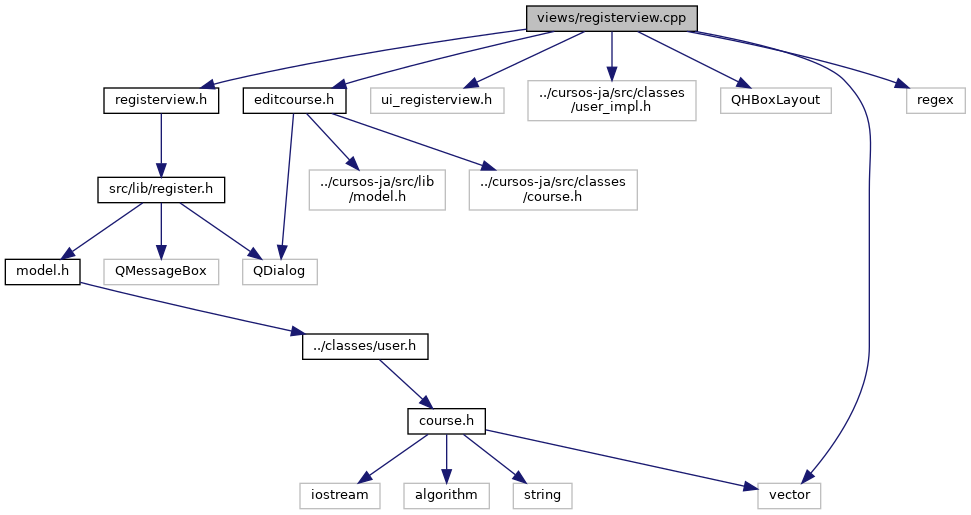 views/registerview.cpp
registerview.h
editcourse.h
ui_registerview.h
../cursos-ja/src/classes
/user_impl.h
QHBoxLayout
regex
src/lib/register.h
../cursos-ja/src/lib
/model.h
../cursos-ja/src/classes
/course.h
model.h
QMessageBox
QDialog
../classes/user.h
course.h
iostream
algorithm
string
vector